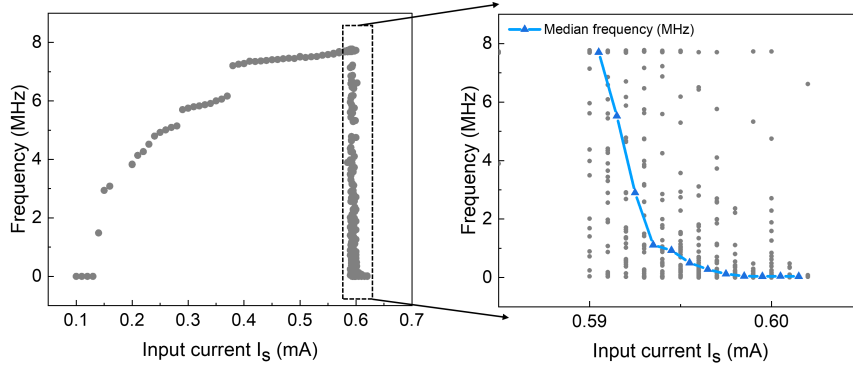 8
6
4
2
0
Frequency (MHz)
0.1 0.2 0.3 0.4 0.5 0.6 0.7
Input current Is (mA)
Median frequency (MHz)
8
6
4
2
0
Frequency (MHz)
0.59 0.60
Input current Is (mA)